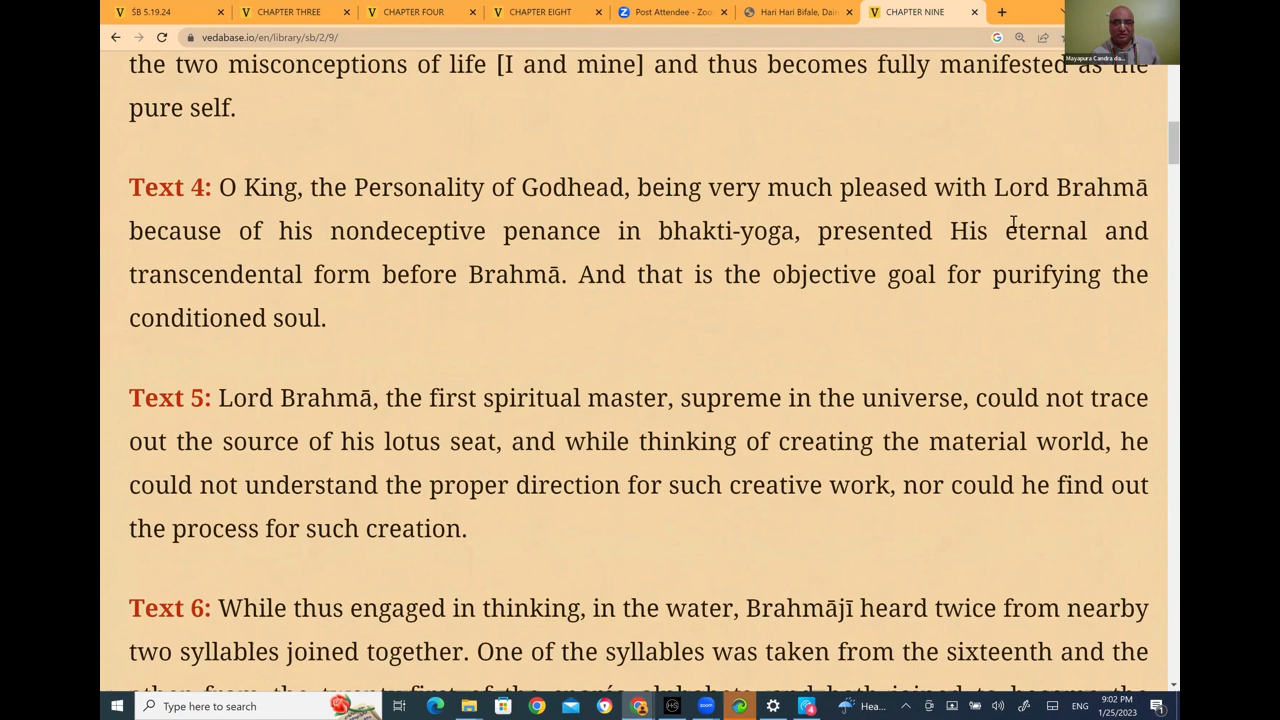 ŚB 5.19.24
CHAPTER THREE
CHAPTER FOUR
CHAPTER EIGHT
Post Attendee - Zoo
Hari Hari Bifale, Dain
CHAPTER NINE
vedabase.io/en/library/sb/2/9/
Mayapura Candra da...
the two misconceptions of life [I and mine] and thus becomes fully manifested as the
pure self.
Text 4: O King, the Personality of Godhead, being very much pleased with Lord Brahmā
because of his nondeceptive penance in bhakti-yoga, presented His eternal and
transcendental form before Brahmā. And that is the objective goal for purifying the
conditioned soul.
Text 5: Lord Brahmā, the first spiritual master, supreme in the universe, could not trace
out the source of his lotus seat, and while thinking of creating the material world, he
could not understand the proper direction for such creative work, nor could he find out
the process for such creation.
Text 6: While thus engaged in thinking, in the water, Brahmājī heard twice from nearby
two syllables joined together. One of the syllables was taken from the sixteenth and the
Type here to search
Hea...
ENG
9:02 PM
1/25/2023